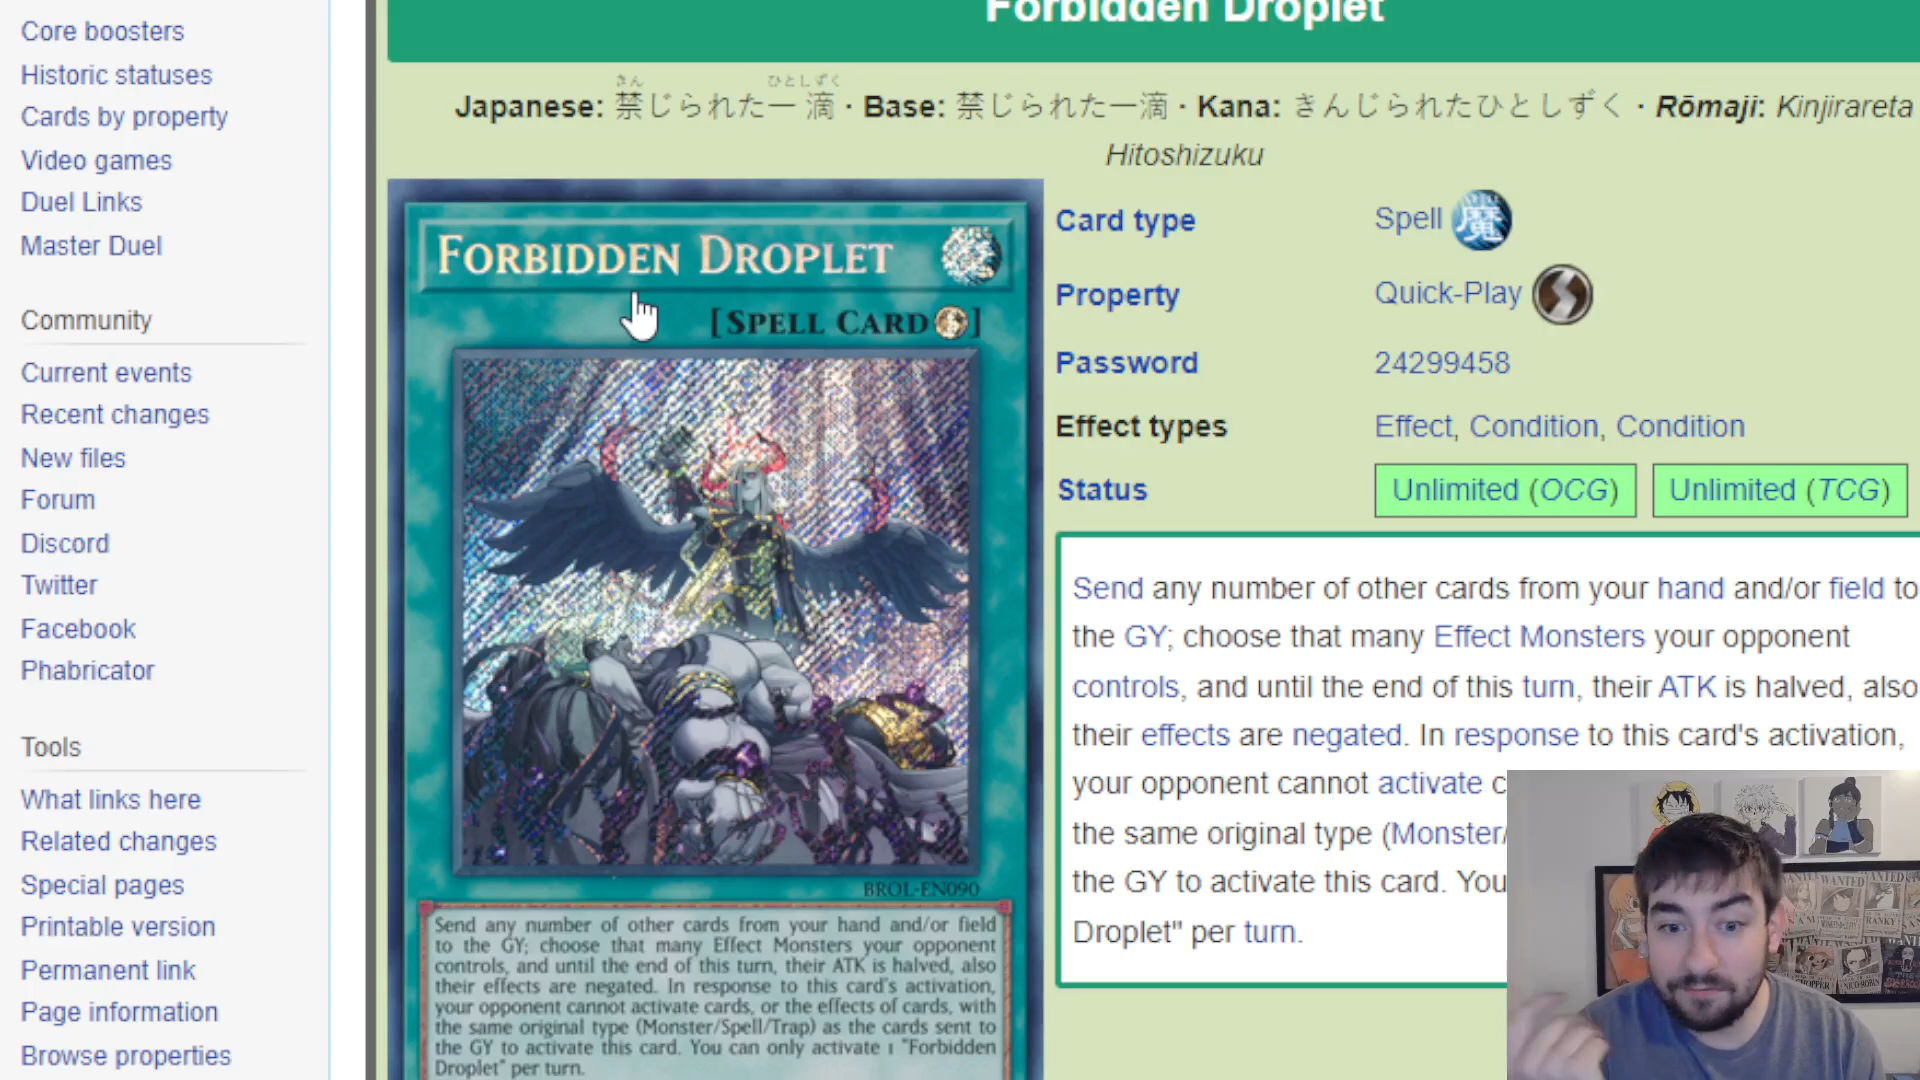 Core boosters
Historic statuses
Cards by property
Video games
Duel Links
Master Duel
Community
Current events
Recent changes
New files
Forum
Discord
Twitter
Facebook
Phabricator
Tools
What links here
Related changes
Special pages
Printable version
Permanent link
Page information
Browse properties
Forbidden Droplet
きん ひとしずく
Japanese: 禁じられた一滴 · Base: 禁じられた一滴 · Kana: きんじられたひとしずく · Rōmaji: Kinjirareta
Hitoshizuku
FORBIDDEN DROPLET
[SPELL CARD]
BROL-EN090
Send any number of other cards from your hand and/or field
to the GY; choose that many Effect Monsters your opponent
controls, and until the end of this turn, their ATK is halved, also
their effects are negated. In response to this card's activation,
your opponent cannot activate cards, or the effects of cards, with
the same original type (Monster/Spell/Trap) as the cards sent to
the GY to activate this card. You can only activate 1 "Forbidden
Droplet" per turn.
Card type Spell 魔
Property Quick-Play
Password 24299458
Effect types Effect, Condition, Condition
Status Unlimited (OCG) Unlimited (TCG)
Send any number of other cards from your hand and/or field to
the GY; choose that many Effect Monsters your opponent
controls, and until the end of this turn, their ATK is halved, also
their effects are negated. In response to this card's activation,
your opponent cannot activate c
the same original type (Monster/
the GY to activate this card. You
Droplet" per turn.
WANTED
CHOPPER
NICO ROBIN